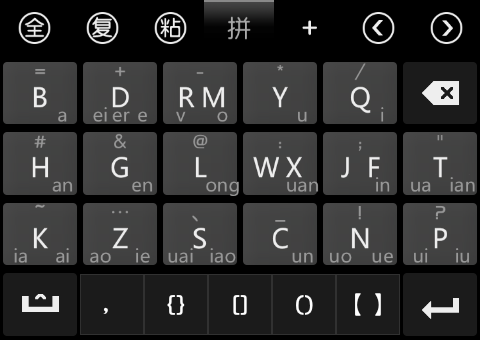 全 复 粘 拼 +
= + - * /
B D R M Y Q
a ei er e v o u i
# & @ : ; "
H G L W X J F T
an en ong uan in ua ian
~ … 、 _ ! ?
K Z S C N P
ia ai ao ie uai iao un uo ue ui iu
, {} [] () 【 】